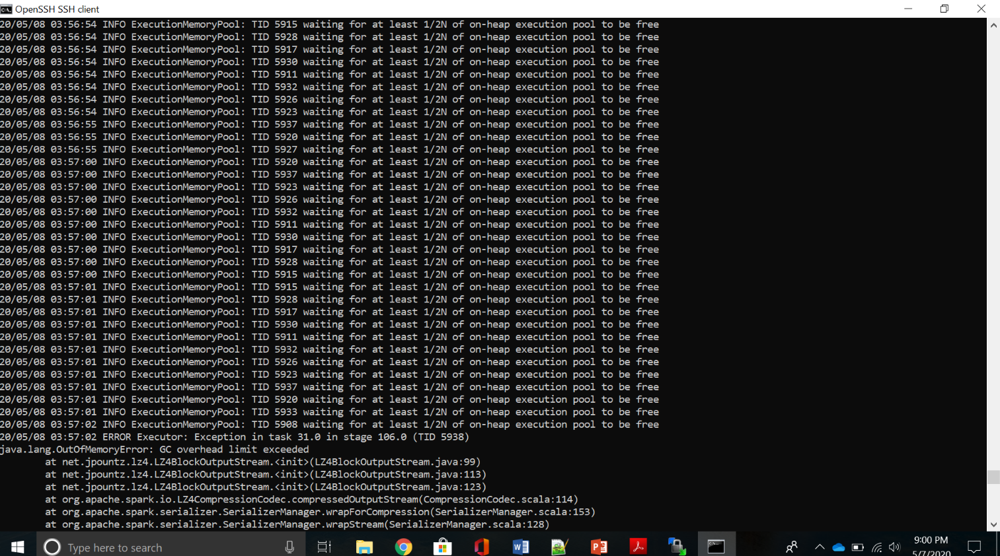 OpenSSH SSH client
20/05/08 03:56:54 INFO ExecutionMemoryPool: TID 5915 waiting for at least 1/2N of on-heap execution pool to be free
20/05/08 03:56:54 INFO ExecutionMemoryPool: TID 5928 waiting for at least 1/2N of on-heap execution pool to be free
20/05/08 03:56:54 INFO ExecutionMemoryPool: TID 5917 waiting for at least 1/2N of on-heap execution pool to be free
20/05/08 03:56:54 INFO ExecutionMemoryPool: TID 5930 waiting for at least 1/2N of on-heap execution pool to be free
20/05/08 03:56:54 INFO ExecutionMemoryPool: TID 5911 waiting for at least 1/2N of on-heap execution pool to be free
20/05/08 03:56:54 INFO ExecutionMemoryPool: TID 5932 waiting for at least 1/2N of on-heap execution pool to be free
20/05/08 03:56:54 INFO ExecutionMemoryPool: TID 5926 waiting for at least 1/2N of on-heap execution pool to be free
20/05/08 03:56:54 INFO ExecutionMemoryPool: TID 5923 waiting for at least 1/2N of on-heap execution pool to be free
20/05/08 03:56:55 INFO ExecutionMemoryPool: TID 5937 waiting for at least 1/2N of on-heap execution pool to be free
20/05/08 03:56:55 INFO ExecutionMemoryPool: TID 5920 waiting for at least 1/2N of on-heap execution pool to be free
20/05/08 03:56:55 INFO ExecutionMemoryPool: TID 5927 waiting for at least 1/2N of on-heap execution pool to be free
20/05/08 03:57:00 INFO ExecutionMemoryPool: TID 5920 waiting for at least 1/2N of on-heap execution pool to be free
20/05/08 03:57:00 INFO ExecutionMemoryPool: TID 5937 waiting for at least 1/2N of on-heap execution pool to be free
20/05/08 03:57:00 INFO ExecutionMemoryPool: TID 5923 waiting for at least 1/2N of on-heap execution pool to be free
20/05/08 03:57:00 INFO ExecutionMemoryPool: TID 5926 waiting for at least 1/2N of on-heap execution pool to be free
20/05/08 03:57:00 INFO ExecutionMemoryPool: TID 5932 waiting for at least 1/2N of on-heap execution pool to be free
20/05/08 03:57:00 INFO ExecutionMemoryPool: TID 5911 waiting for at least 1/2N of on-heap execution pool to be free
20/05/08 03:57:00 INFO ExecutionMemoryPool: TID 5930 waiting for at least 1/2N of on-heap execution pool to be free
20/05/08 03:57:00 INFO ExecutionMemoryPool: TID 5917 waiting for at least 1/2N of on-heap execution pool to be free
20/05/08 03:57:00 INFO ExecutionMemoryPool: TID 5928 waiting for at least 1/2N of on-heap execution pool to be free
20/05/08 03:57:00 INFO ExecutionMemoryPool: TID 5915 waiting for at least 1/2N of on-heap execution pool to be free
20/05/08 03:57:01 INFO ExecutionMemoryPool: TID 5915 waiting for at least 1/2N of on-heap execution pool to be free
20/05/08 03:57:01 INFO ExecutionMemoryPool: TID 5928 waiting for at least 1/2N of on-heap execution pool to be free
20/05/08 03:57:01 INFO ExecutionMemoryPool: TID 5917 waiting for at least 1/2N of on-heap execution pool to be free
20/05/08 03:57:01 INFO ExecutionMemoryPool: TID 5930 waiting for at least 1/2N of on-heap execution pool to be free
20/05/08 03:57:01 INFO ExecutionMemoryPool: TID 5911 waiting for at least 1/2N of on-heap execution pool to be free
20/05/08 03:57:01 INFO ExecutionMemoryPool: TID 5932 waiting for at least 1/2N of on-heap execution pool to be free
20/05/08 03:57:01 INFO ExecutionMemoryPool: TID 5926 waiting for at least 1/2N of on-heap execution pool to be free
20/05/08 03:57:01 INFO ExecutionMemoryPool: TID 5923 waiting for at least 1/2N of on-heap execution pool to be free
20/05/08 03:57:01 INFO ExecutionMemoryPool: TID 5937 waiting for at least 1/2N of on-heap execution pool to be free
20/05/08 03:57:01 INFO ExecutionMemoryPool: TID 5920 waiting for at least 1/2N of on-heap execution pool to be free
20/05/08 03:57:01 INFO ExecutionMemoryPool: TID 5933 waiting for at least 1/2N of on-heap execution pool to be free
20/05/08 03:57:02 INFO ExecutionMemoryPool: TID 5908 waiting for at least 1/2N of on-heap execution pool to be free
20/05/08 03:57:02 ERROR Executor: Exception in task 31.0 in stage 106.0 (TID 5938)
java.lang.OutOfMemoryError: GC overhead limit exceeded
at net.jpountz.lz4.LZ4BlockOutputStream.<init>(LZ4BlockOutputStream.java:99)
at net.jpountz.lz4.LZ4BlockOutputStream.<init>(LZ4BlockOutputStream.java:113)
at net.jpountz.lz4.LZ4BlockOutputStream.<init>(LZ4BlockOutputStream.java:123)
at org.apache.spark.io.LZ4CompressionCodec.compressedOutputStream(CompressionCodec.scala:114)
at org.apache.spark.serializer.SerializerManager.wrapForCompression(SerializerManager.scala:153)
at org.apache.spark.serializer.SerializerManager.wrapStream(SerializerManager.scala:128)
Type here to search
9:00 PM
5/7/2020